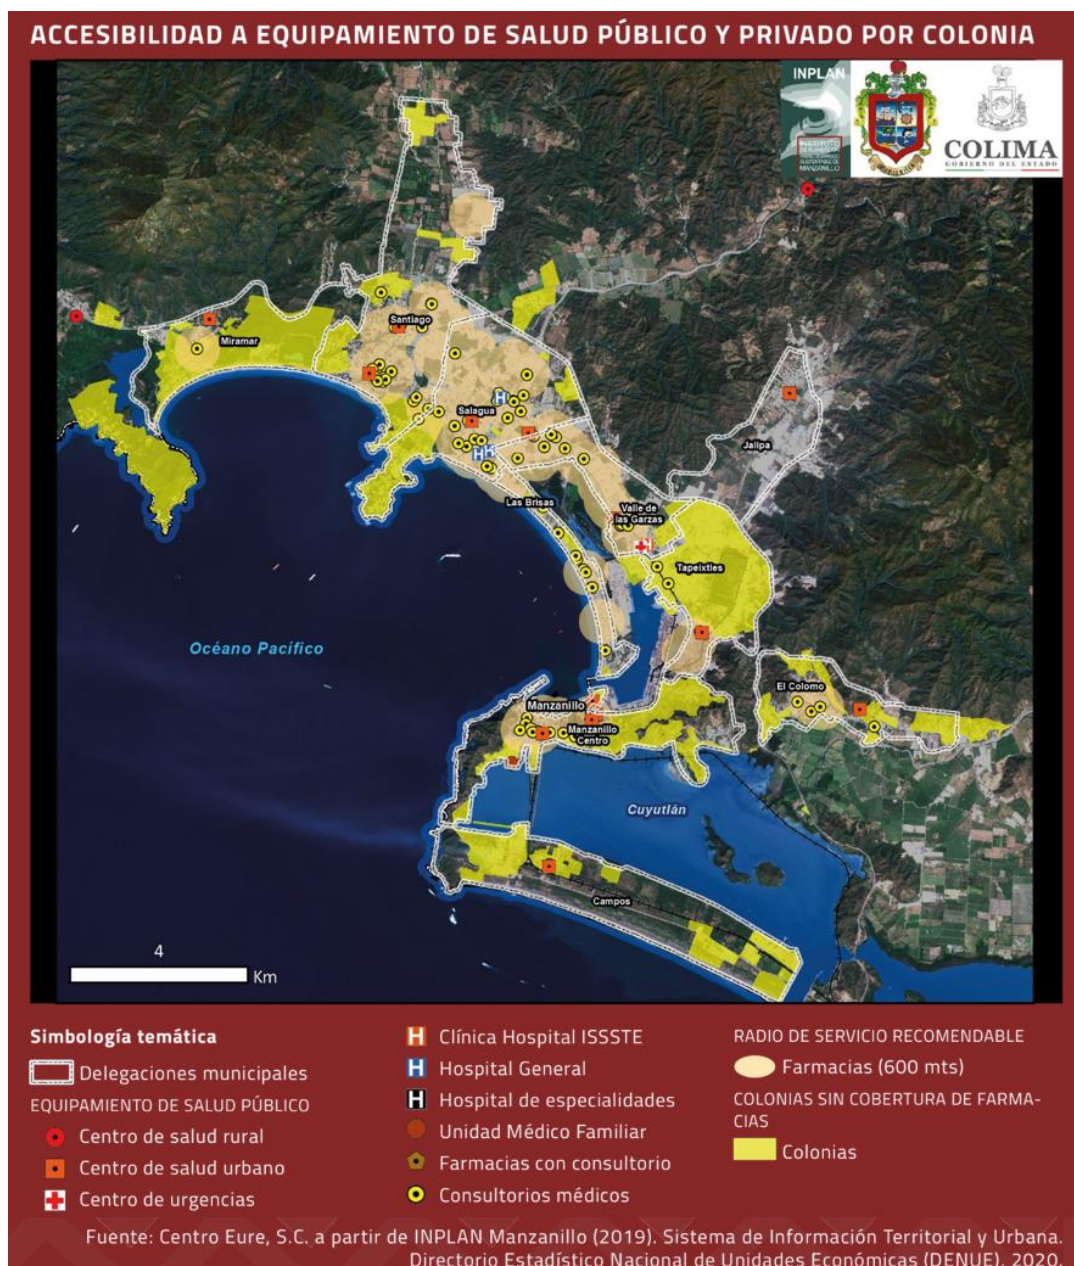 ACCESIBILIDAD A EQUIPAMIENTO DE SALUD PÚBLICO Y PRIVADO POR COLONIA
INPLAN
INSTITUTO
MANZANILLO
COLIMA
GOBIERNO DEL ESTADO
Santiago
Miramar
Salagua
Jalipa
Las Brisas
Valle de
las Garzas
Tapeixtles
Océano Pacífico
El Colomo
Manzanillo
Manzanillo
Centro
Cuyutlán
Campos
4
Km
Simbología temática
Delegaciones municipales
EQUIPAMIENTO DE SALUD PÚBLICO
Centro de salud rural
Centro de salud urbano
Centro de urgencias
H Clínica Hospital ISSSTE
H Hospital General
H Hospital de especialidades
Unidad Médico Familiar
Farmacias con consultorio
Consultorios médicos
RADIO DE SERVICIO RECOMENDABLE
Farmacias (600 mts)
COLONIAS SIN COBERTURA DE FARMA-
CIAS
Colonias
Fuente: Centro Eure, S.C. a partir de INPLAN Manzanillo (2019). Sistema de Información Territorial y Urbana.
Directorio Estadístico Nacional de Unidades Económicas (DENUE), 2020.